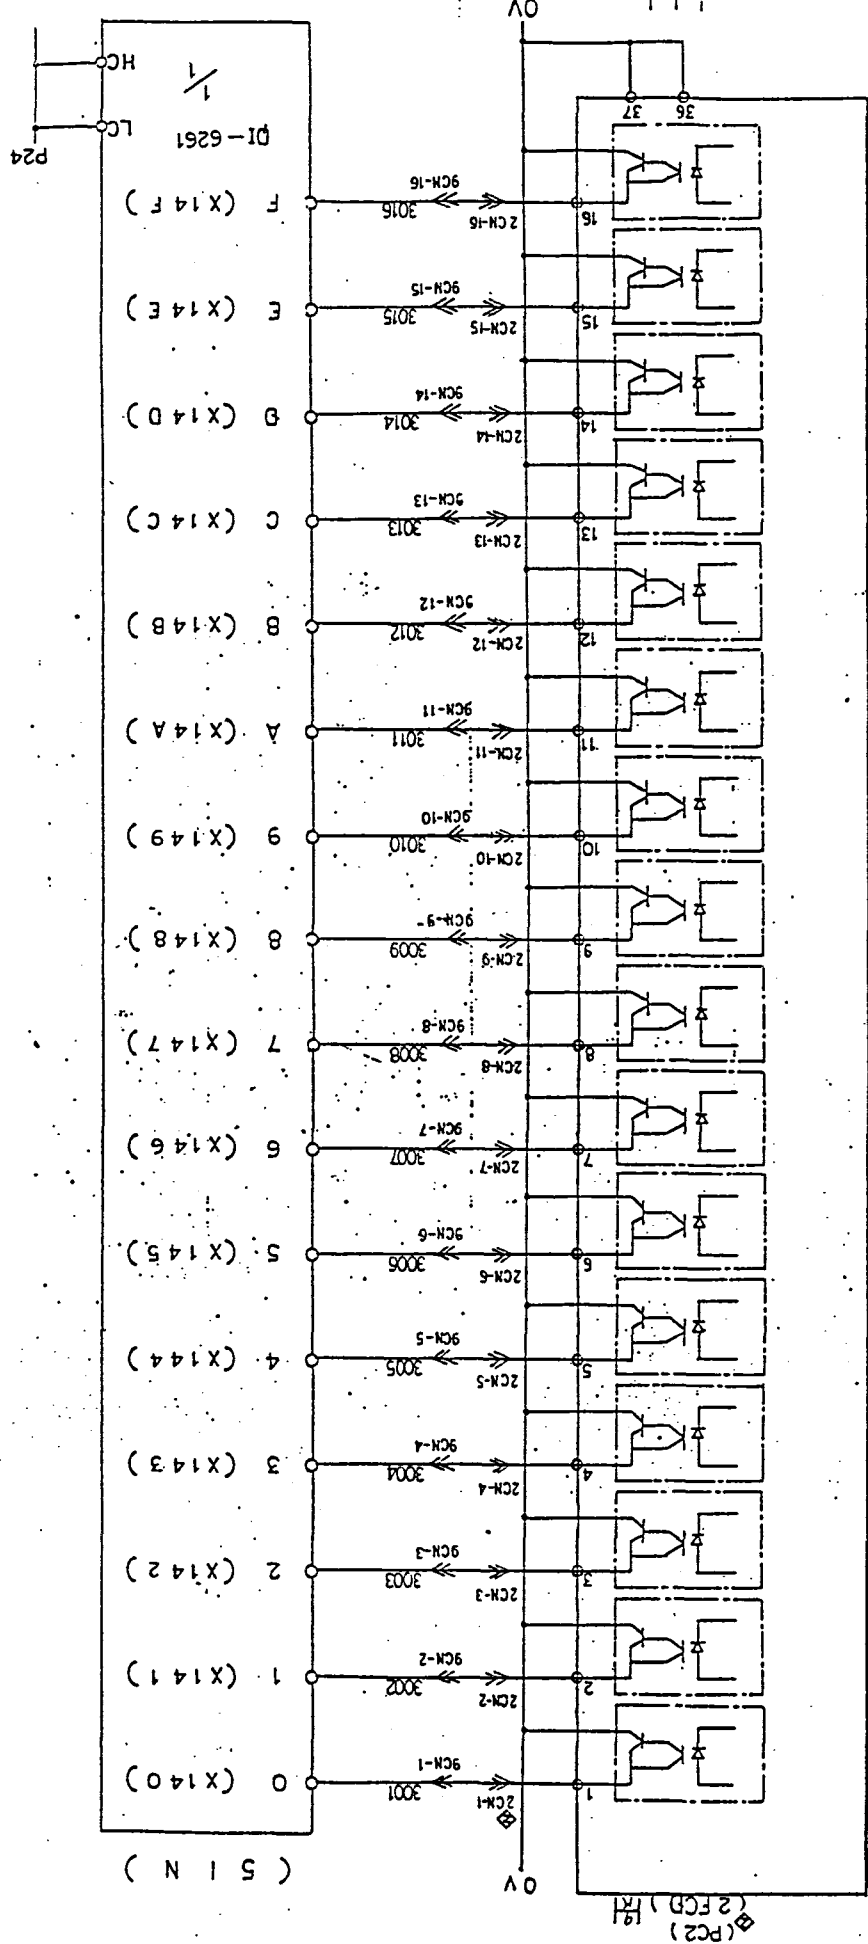 (PC2)
(2FCD)
0V
(5IN)
1 2CN-1 3001 0 (X140)
9CN-1
2 2CN-2 3002 1 (X141)
9CN-2
3 2CN-3 3003 2 (X142)
9CN-3
4 2CN-4 3004 3 (X143)
9CN-4
5 2CN-5 3005 4 (X144)
9CN-5
6 2CN-6 3006 5 (X145)
9CN-6
7 2CN-7 3007 6 (X146)
9CN-7
8 2CN-8 3008 7 (X147)
9CN-8
9 2CN-9 3009 8 (X148)
9CN-9
10 2CN-10 3010 9 (X149)
9CN-10
11 2CN-11 3011 A (X14A)
9CN-11
12 2CN-12 3012 B (X14B)
9CN-12
13 2CN-13 3013 C (X14C)
9CN-13
14 2CN-14 3014 D (X14D)
9CN-14
15 2CN-15 3015 E (X14E)
9CN-15
16 2CN-16 3016 F (X14F)
9CN-16
DI-6261
P24
LC
36 37
1/1
HC
0V